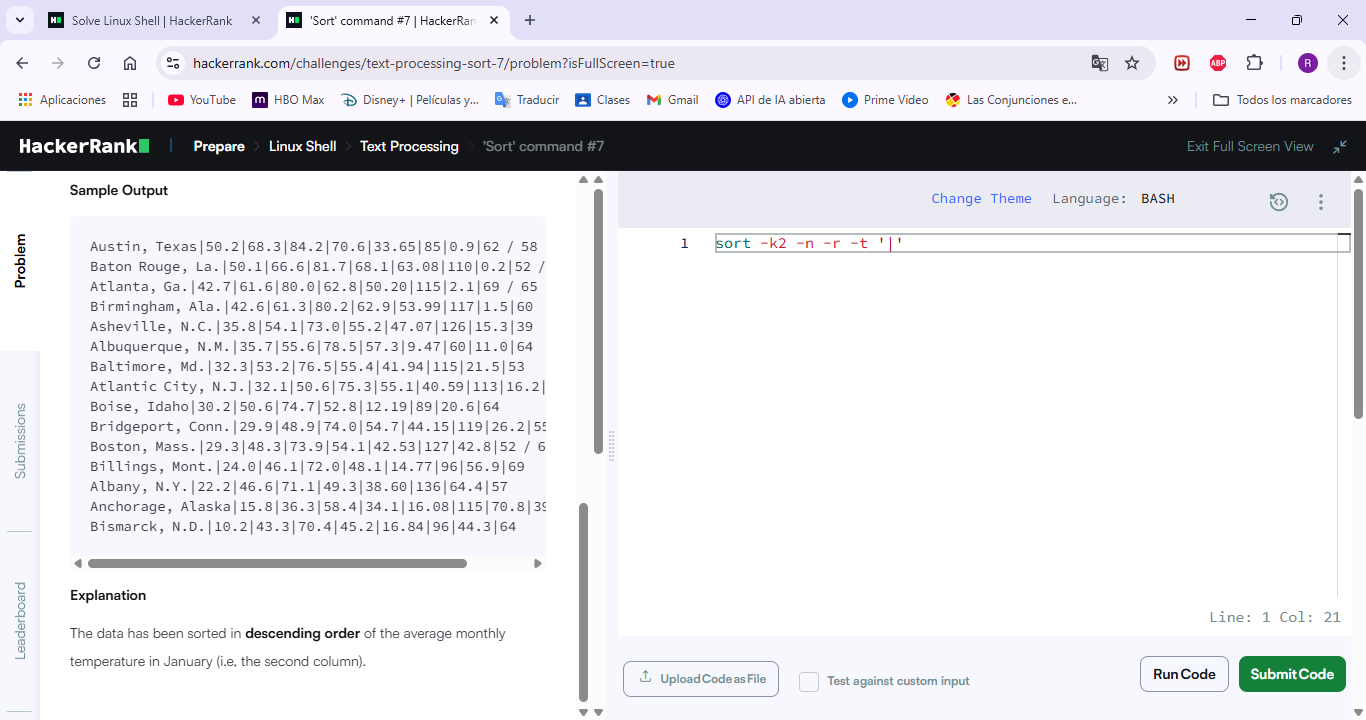 Solve Linux Shell | HackerRank
'Sort' command #7 | HackerRan
hackerrank.com/challenges/text-processing-sort-7/problem?isFullScreen=true
ABP
R
Aplicaciones
YouTube
HBO Max
Disney+ | Películas y...
Traducir
Clases
Gmail
API de IA abierta
Prime Video
Las Conjunciones e...
Todos los marcadores
HackerRank
Prepare
Linux Shell
Text Processing
'Sort' command #7
Exit Full Screen View
Problem
Submissions
Leaderboard
Sample Output
Austin, Texas|50.2|68.3|84.2|70.6|33.65|85|0.9|62 / 58
Baton Rouge, La.|50.1|66.6|81.7|68.1|63.08|110|0.2|52 /
Atlanta, Ga.|42.7|61.6|80.0|62.8|50.20|115|2.1|69 / 65
Birmingham, Ala.|42.6|61.3|80.2|62.9|53.99|117|1.5|60
Asheville, N.C.|35.8|54.1|73.0|55.2|47.07|126|15.3|39
Albuquerque, N.M.|35.7|55.6|78.5|57.3|9.47|60|11.0|64
Baltimore, Md.|32.3|53.2|76.5|55.4|41.94|115|21.5|53
Atlantic City, N.J.|32.1|50.6|75.3|55.1|40.59|113|16.2|
Boise, Idaho|30.2|50.6|74.7|52.8|12.19|89|20.6|64
Bridgeport, Conn.|29.9|48.9|74.0|54.7|44.15|119|26.2|55
Boston, Mass.|29.3|48.3|73.9|54.1|42.53|127|42.8|52 / 6
Billings, Mont.|24.0|46.1|72.0|48.1|14.77|96|56.9|69
Albany, N.Y.|22.2|46.6|71.1|49.3|38.60|136|64.4|57
Anchorage, Alaska|15.8|36.3|58.4|34.1|16.08|115|70.8|39
Bismarck, N.D.|10.2|43.3|70.4|45.2|16.84|96|44.3|64
Explanation
The data has been sorted in descending order of the average monthly
temperature in January (i.e, the second column).
Change Theme
Language: BASH
1
sort -k2 -n -r -t '|'
Line: 1 Col: 21
Upload Code as File
Test against custom input
Run Code
Submit Code